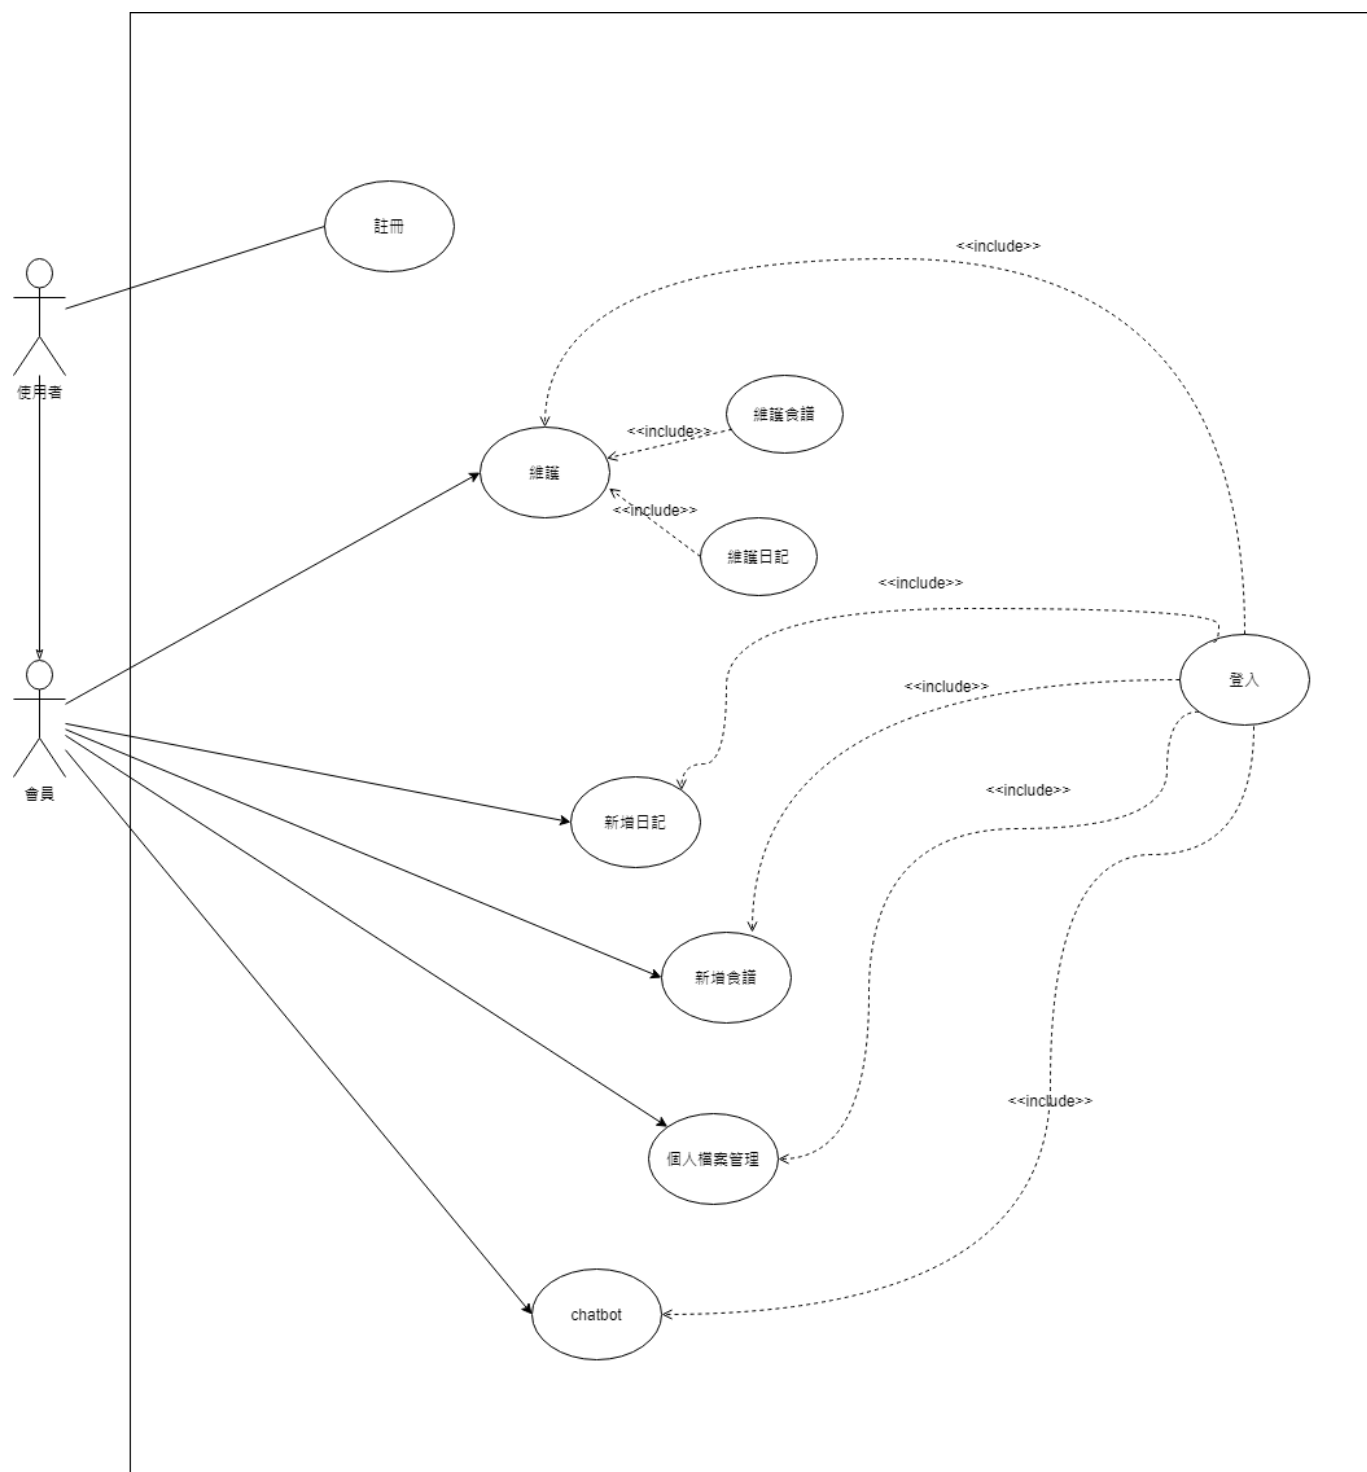 註冊
<<include>>
使用者
維護食譜
<<include>>
維護
<<include>>
維護日記
<<include>>
登入
<<include>>
會員
<<include>>
新增日記
新增食譜
<<include>>
個人檔案管理
chatbot